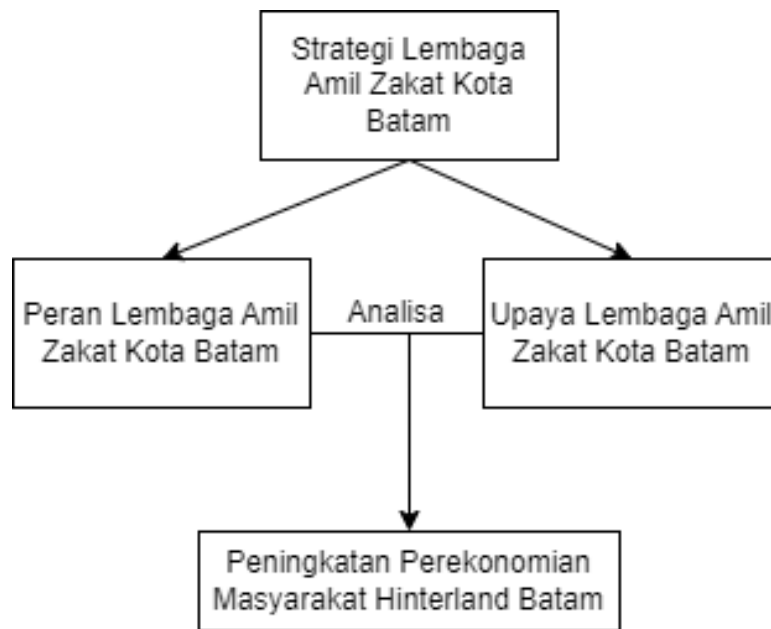 Strategi Lembaga
Amil Zakat Kota
Batam
Peran Lembaga Amil
Zakat Kota Batam
Analisa
Upaya Lembaga Amil
Zakat Kota Batam
Peningkatan Perekonomian
Masyarakat Hinterland Batam